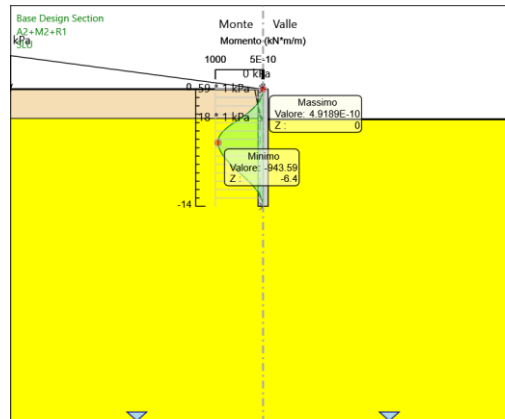 Base Design Section
A2+M2+R1
SLU
Monte Valle
Momento (kN*m/m)
kPa
1000 5E-10
0 kPa
0
59 * 1 kPa
Massimo
Valore: 4.9189E-10
Z : 0
18 * 1 kPa
Minimo
Valore: -943.59
Z : -6.4
-14